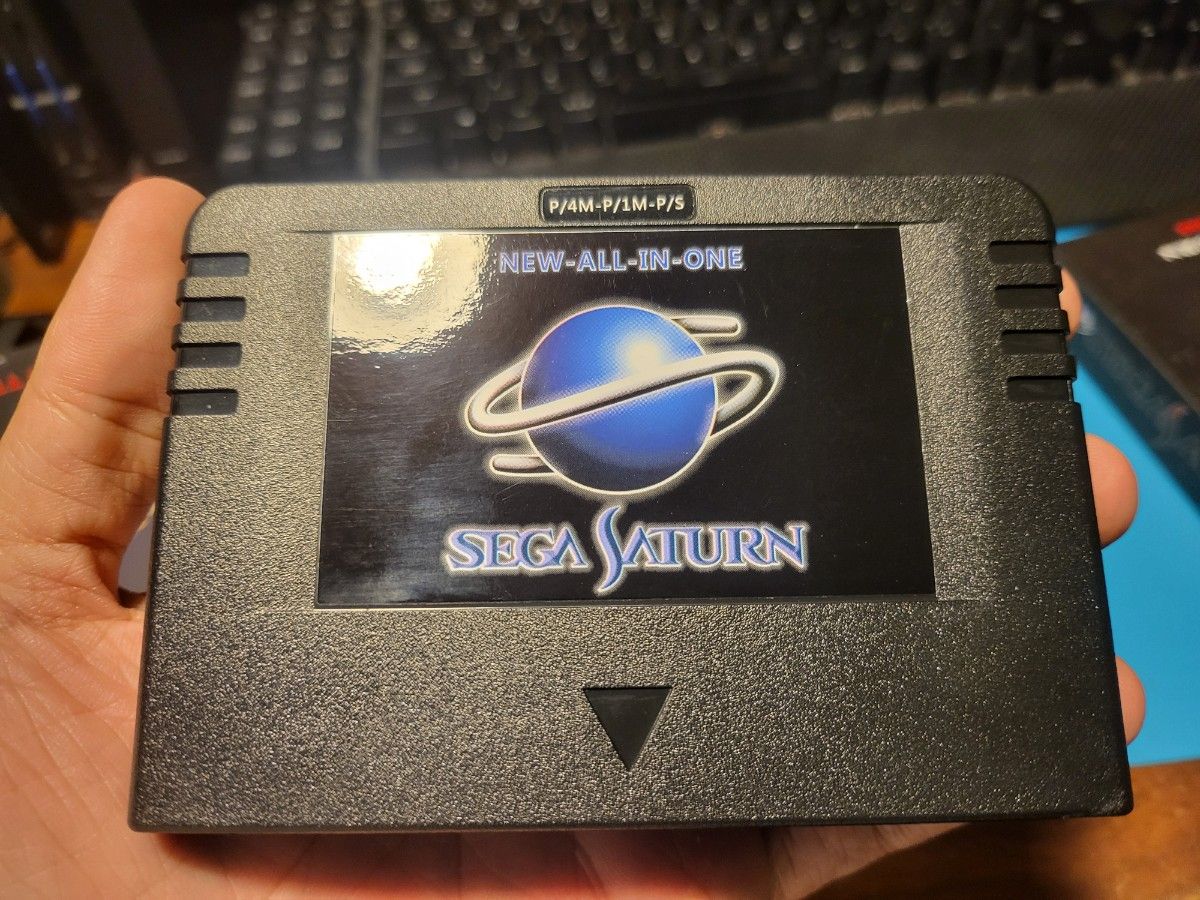 P/4M-P/1M-P/S
NEW-ALL-IN-ONE
SEGA SATURN